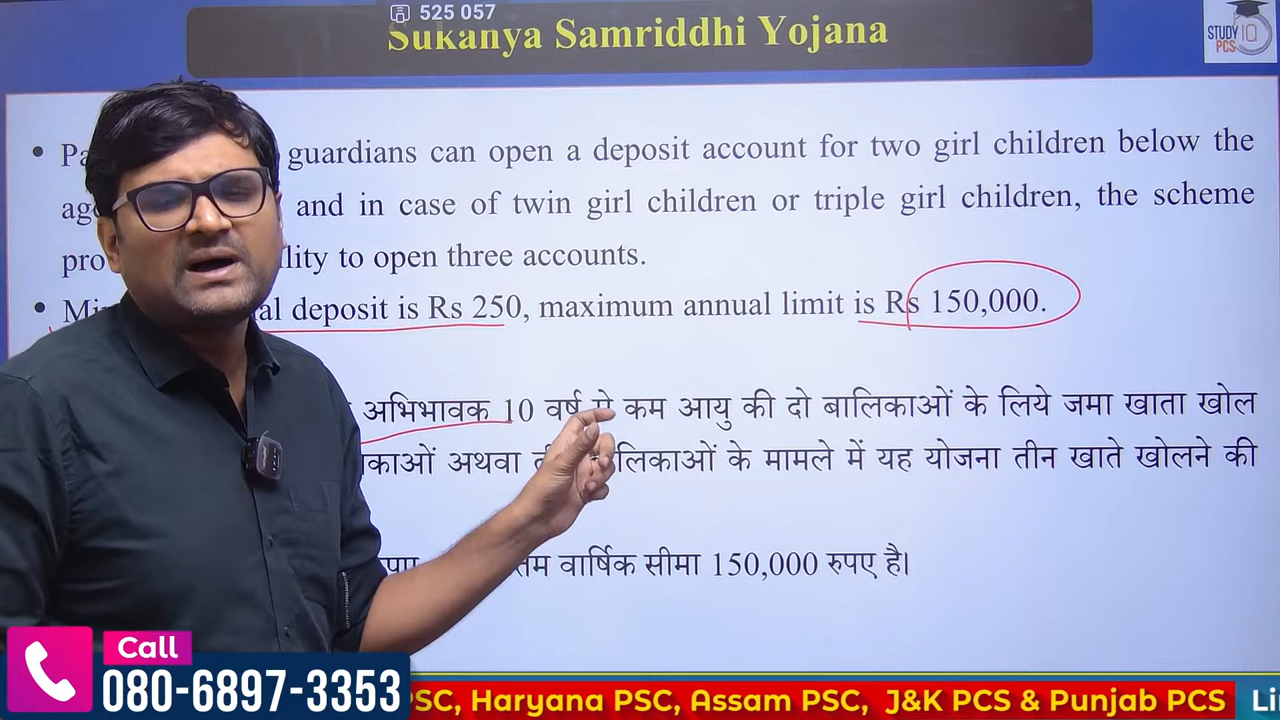 525 057
Sukanya Samriddhi Yojana
STUDY IQ
PCS
guardians can open a deposit account for two girl children below the
and in case of twin girl children or triple girl children, the scheme
to open three accounts.
deposit is Rs 250, maximum annual limit is Rs 150,000.
अभिभावक 10 वर्ष से कम आयु की दो बालिकाओं के लिये जमा खाता खोल
अथवा के मामले में यह योजना तीन खाते खोलने की
वार्षिक सीमा 150,000 रुपए है।
Call
080-6897-3353
PSC, Haryana PSC, Assam PSC, J&K PCS & Punjab PCS